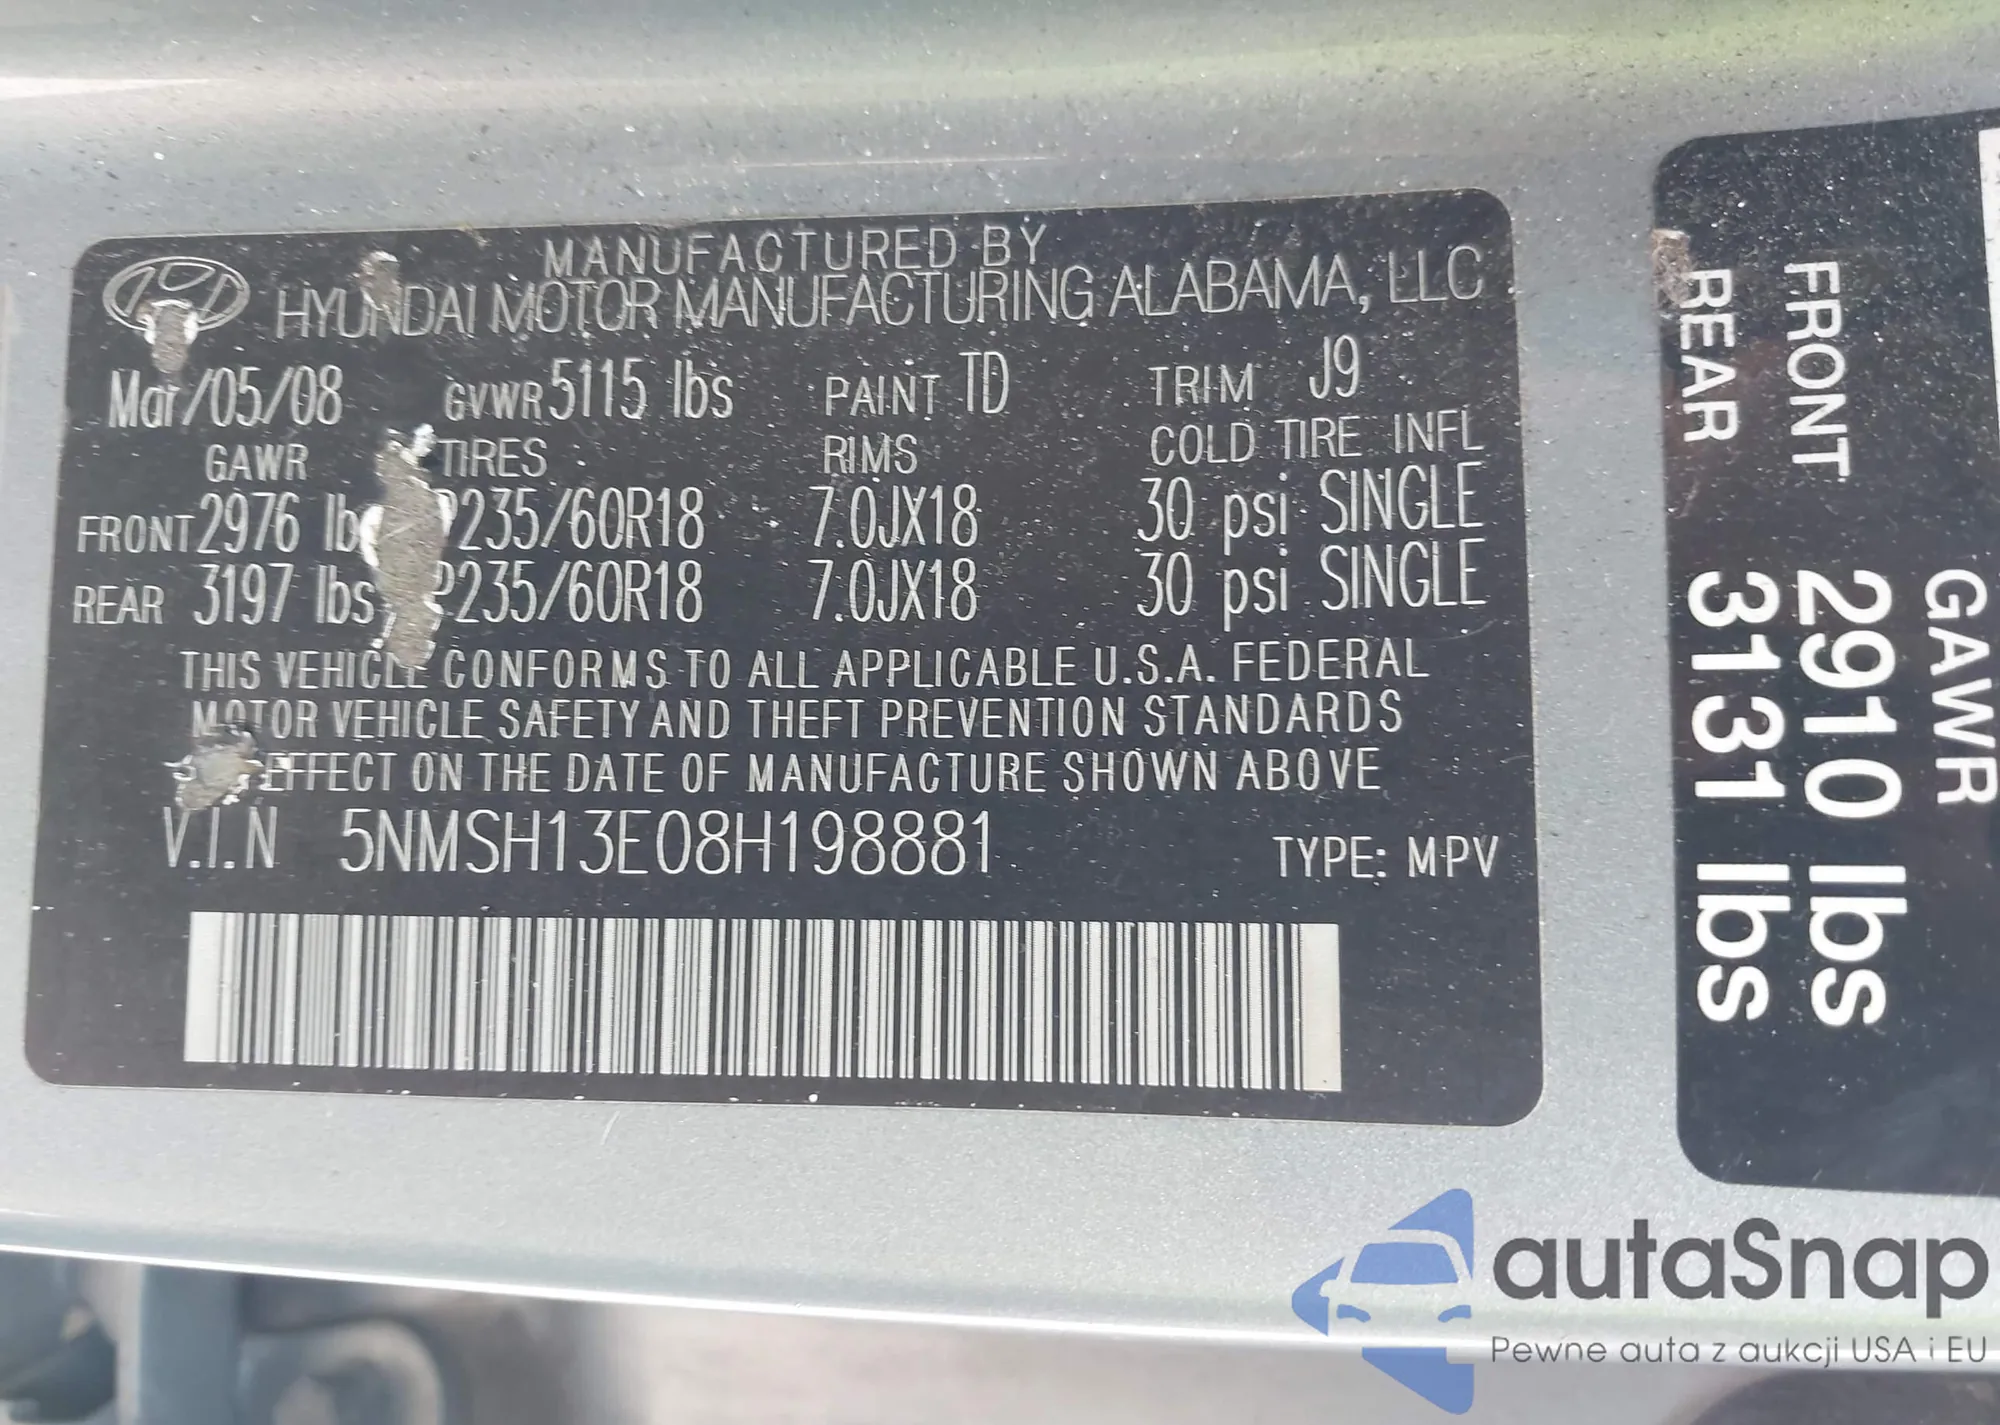 MANUFACTURED BY
HYUNDAI MOTOR MANUFACTURING ALABAMA, LLC
Mar/05/08 GVWR 5115 lbs PAINT TD TRIM J9
GAWR TIRES RIMS COLD TIRE INFL
FRONT 2976 lbs P235/60R18 7.0JX18 30 psi SINGLE
REAR 3197 lbs P235/60R18 7.0JX18 30 psi SINGLE
THIS VEHICLE CONFORMS TO ALL APPLICABLE U.S.A. FEDERAL
MOTOR VEHICLE SAFETY AND THEFT PREVENTION STANDARDS
EFFECT ON THE DATE OF MANUFACTURE SHOWN ABOVE
V.I.N 5NMSH13E08H198881 TYPE: MPV
GAWR
FRONT 2910 lbs
REAR 3131 lbs
autaSnap
Pewne auta z aukcji USA i EU